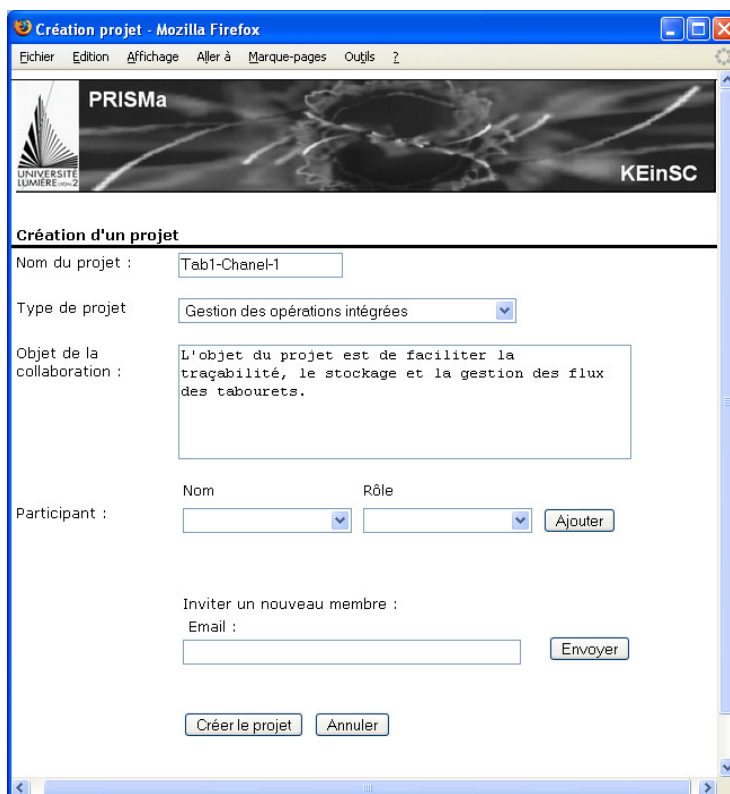 Création projet - Mozilla Firefox
Fichier Edition Affichage Aller à Marque-pages Outils ?
PRISMa
UNIVERSITÉ
LUMIÈRE LYON 2
KEinSC
Création d'un projet
Nom du projet : Tab1-Chanel-1
Type de projet Gestion des opérations intégrées
Objet de la
collaboration :
L'objet du projet est de faciliter la
traçabilité, le stockage et la gestion des flux
des tabourets.
Nom Rôle
Participant : Ajouter
Inviter un nouveau membre :
Email :
Envoyer
Créer le projet Annuler